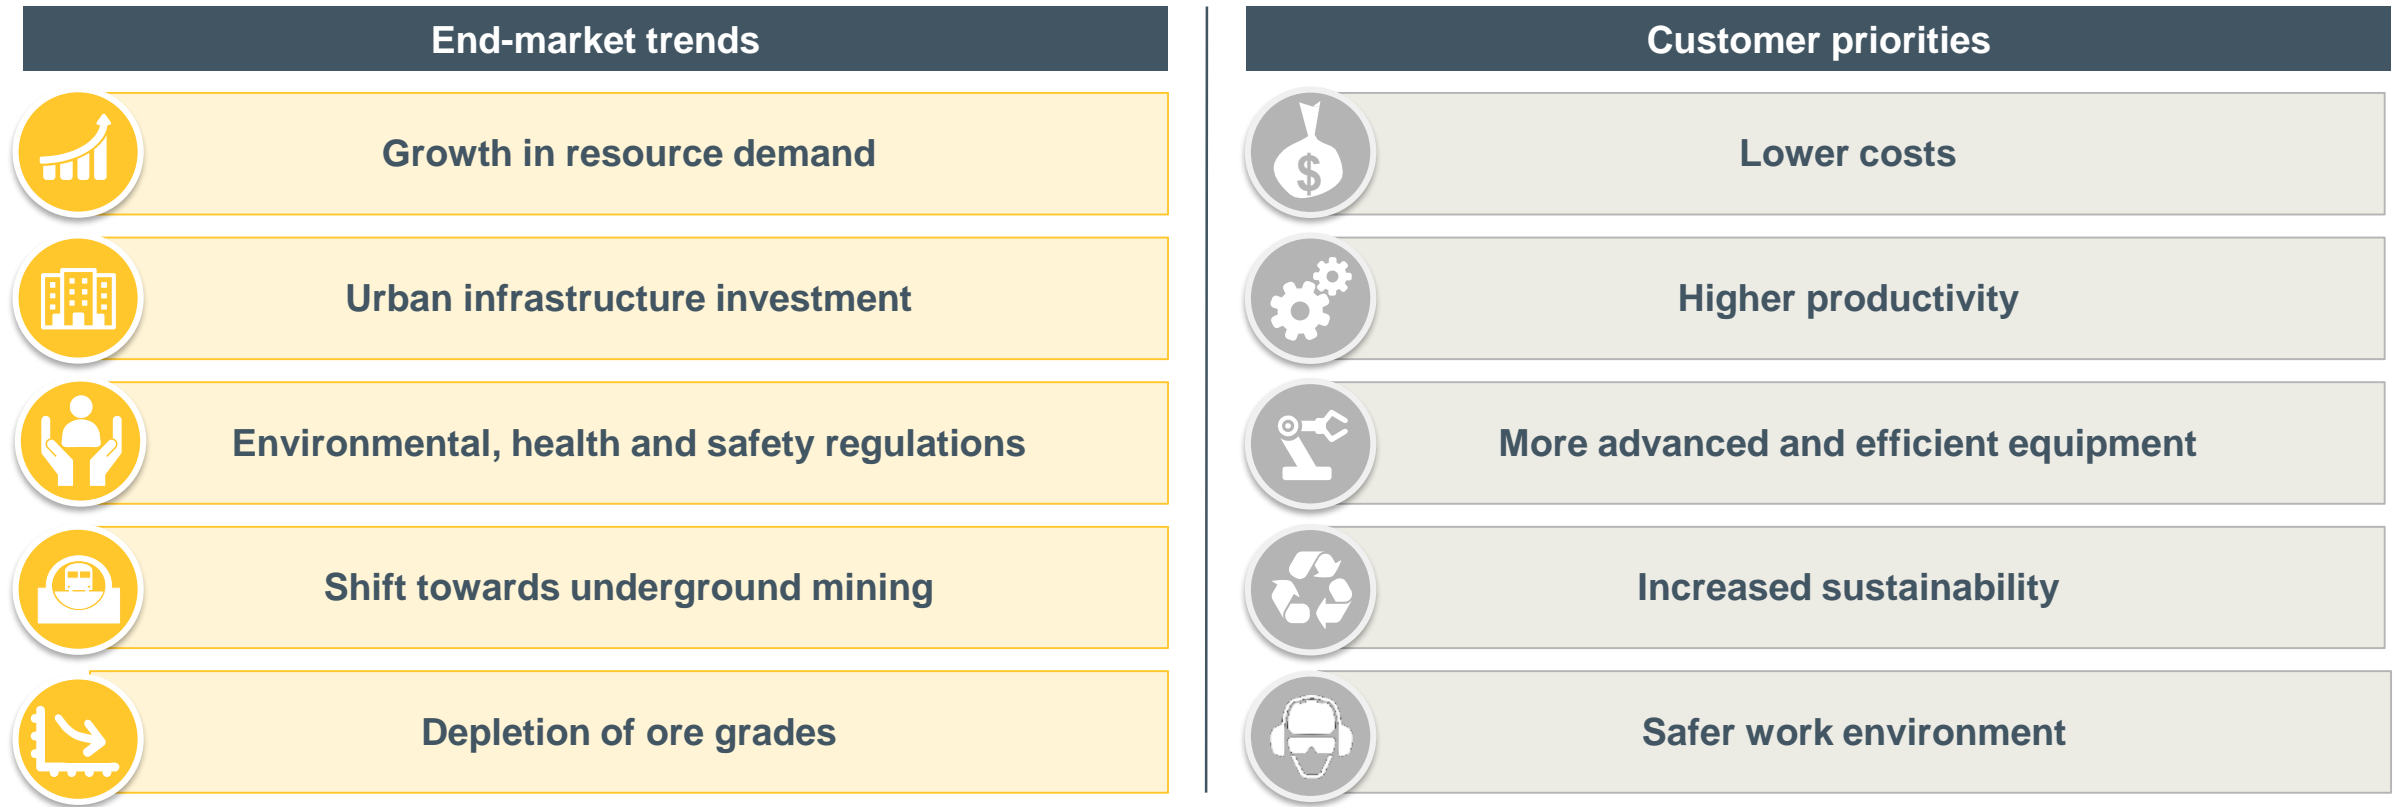 End-market trends
Growth in resource demand
Urban infrastructure investment
Environmental, health and safety regulations
Shift towards underground mining
Depletion of ore grades
Customer priorities
$
Lower costs
Higher productivity
More advanced and efficient equipment
Increased sustainability
Safer work environment